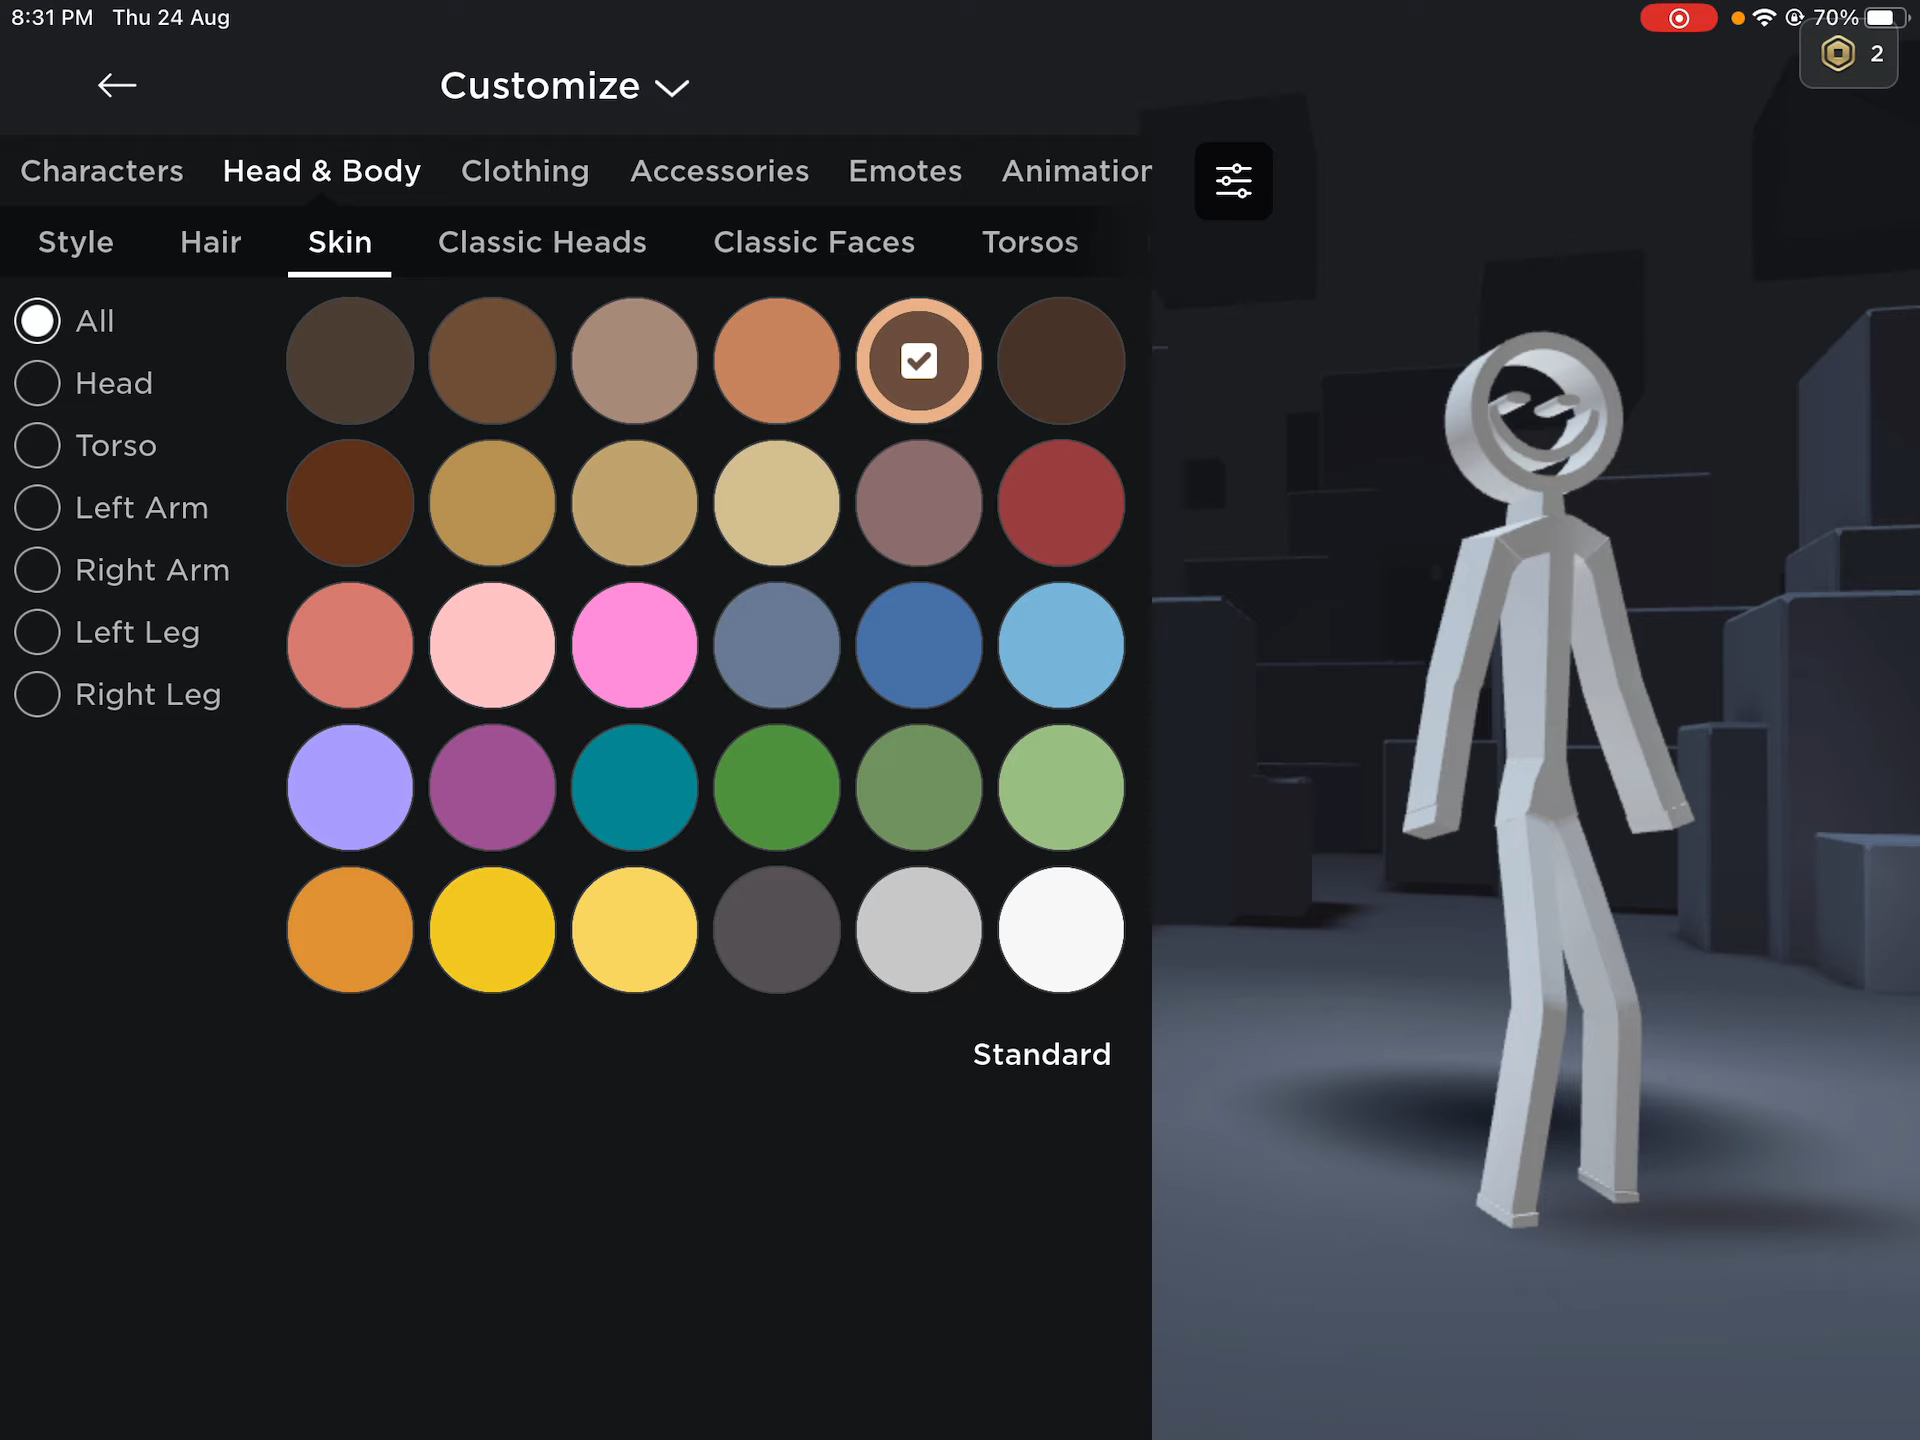 8:31 PM Thu 24 Aug 70%
2
Customize
Characters Head & Body Clothing Accessories Emotes Animation
Style Hair Skin Classic Heads Classic Faces Torsos
All
Head
Torso
Left Arm
Right Arm
Left Leg
Right Leg
Standard